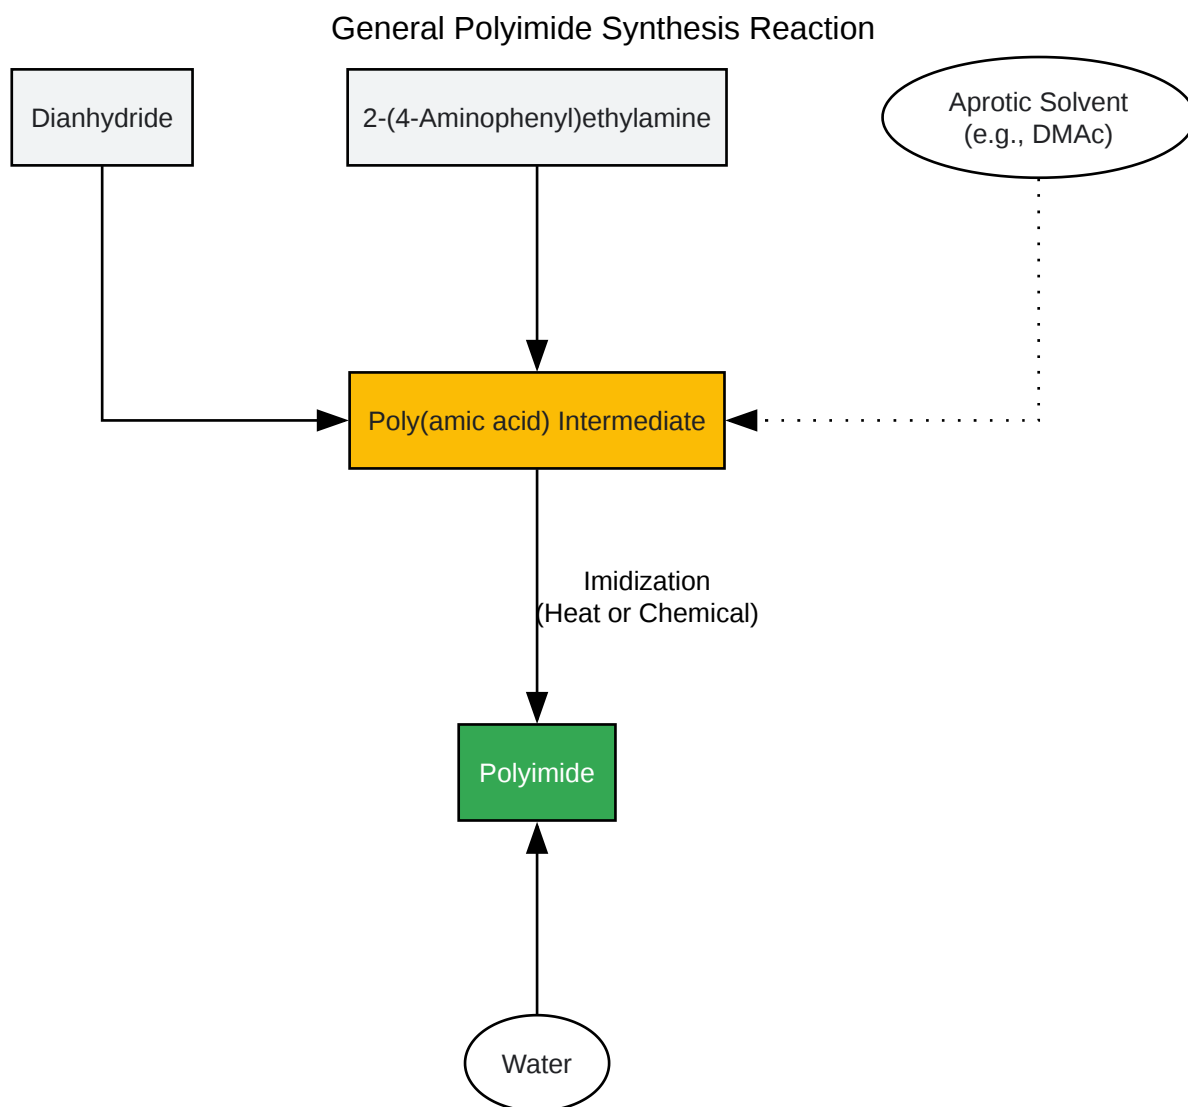 General Polyimide Synthesis Reaction
Dianhydride
2-(4-Aminophenyl)ethylamine
Aprotic Solvent
(e.g., DMAc)
Poly(amic acid) Intermediate
Imidization
(Heat or Chemical)
Polyimide
Water